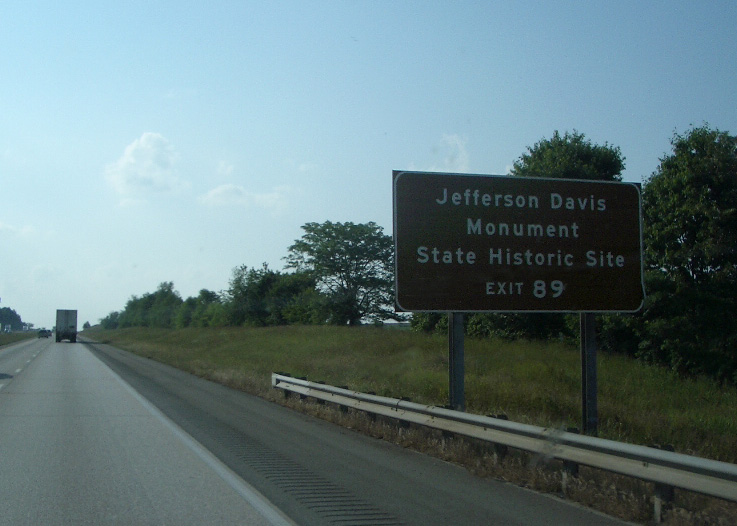 Jefferson Davis
Monument
State Historic Site
EXIT 89